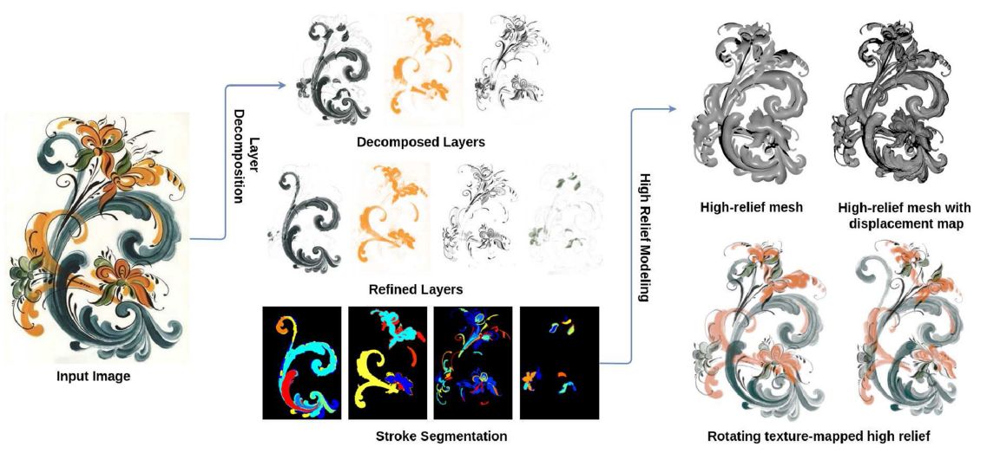 Input Image
Layer
Decomposition
Decomposed Layers
Refined Layers
Stroke Segmentation
High Relief Modeling
High-relief mesh
High-relief mesh with
displacement map
Rotating texture-mapped high relief